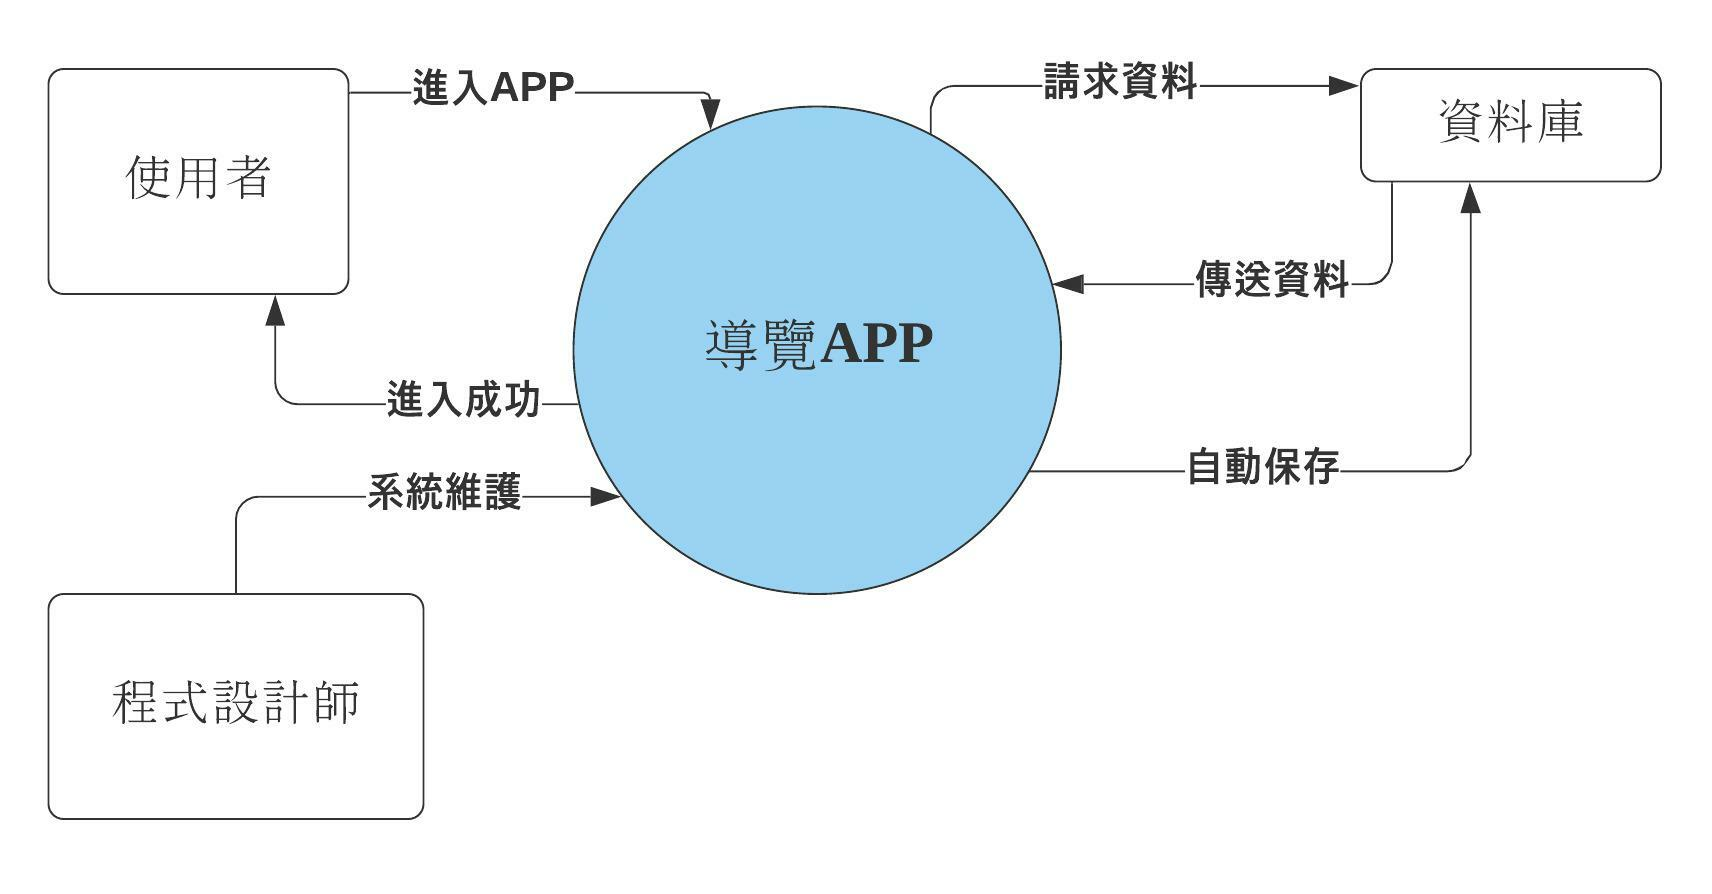 進入APP
請求資料
使用者
資料庫
傳送資料
導覽APP
進入成功
自動保存
系統維護
程式設計師